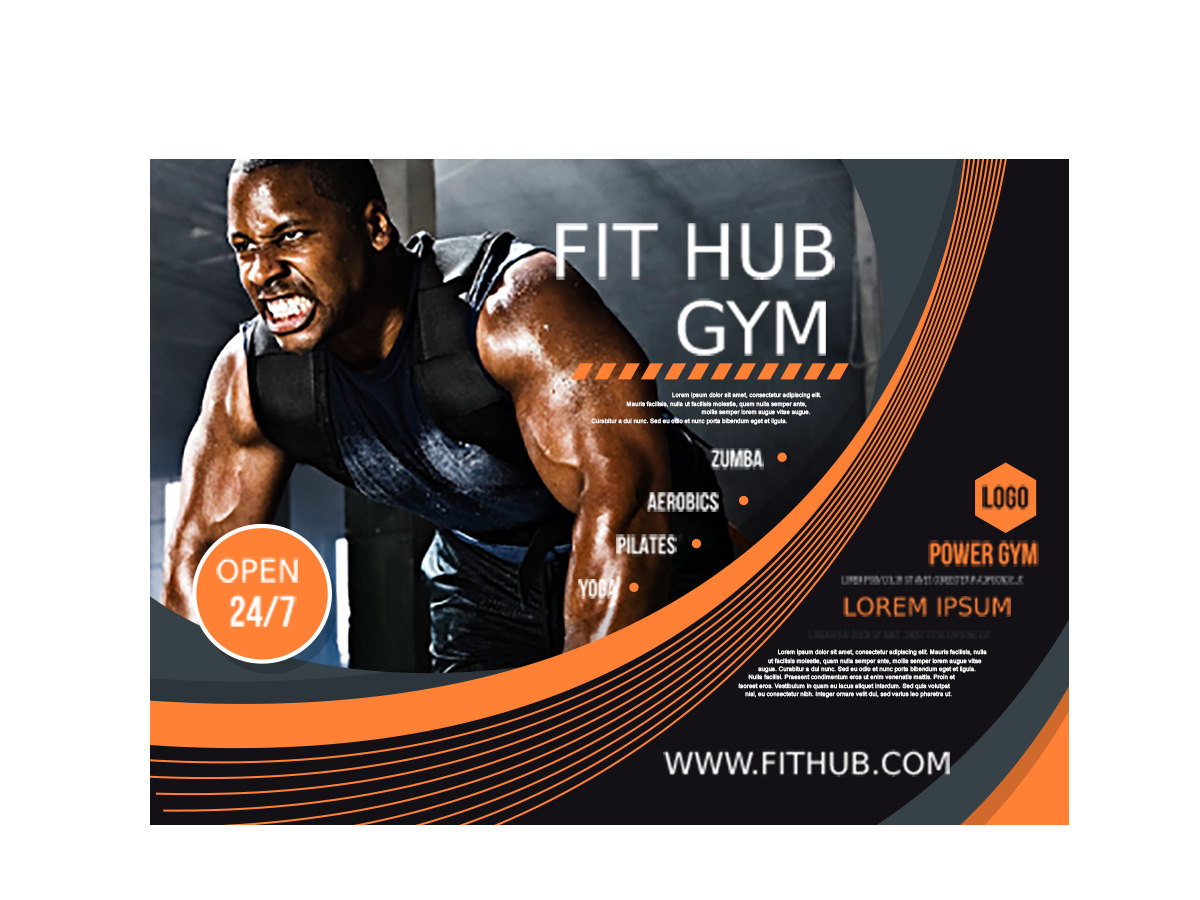 FIT HUB
GYM
Lorem ipsum dolor sit amet, consectetur adipiscing elit.
Mauris facilisis, nulla ut facilisis molestie, quam nulla semper ante,
mollis semper lorem augue vitae augue.
Curabitur a dui nunc. Sed eu odio et nunc porta bibendum eget et ligula.
ZUMBA
AEROBICS
PILATES
YOGA
OPEN
24/7
LOGO
POWER GYM
LOREM IPSUM
Lorem ipsum dolor sit amet, consectetur adipiscing elit. Mauris facilisis, nulla
ut facilisis molestie, quam nulla semper ante, mollis semper lorem augue vitae
augue. Curabitur a dui nunc. Sed eu odio et nunc porta bibendum eget et ligula.
Nulla facilisi. Praesent condimentum eros ut enim venenatis mattis. Proin et
laoreet eros. Vestibulum in quam eu lacus aliquet interdum. Sed quis volutpat
nisl, eu consectetur nibh. Integer ornare velit dui, sed varius leo pharetra ut.
WWW.FITHUB.COM